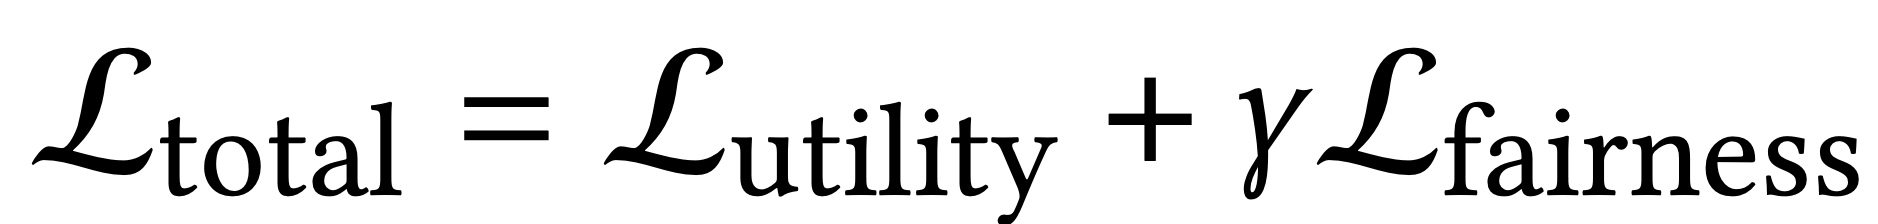 ℒtotal = ℒutility + γℒfairness